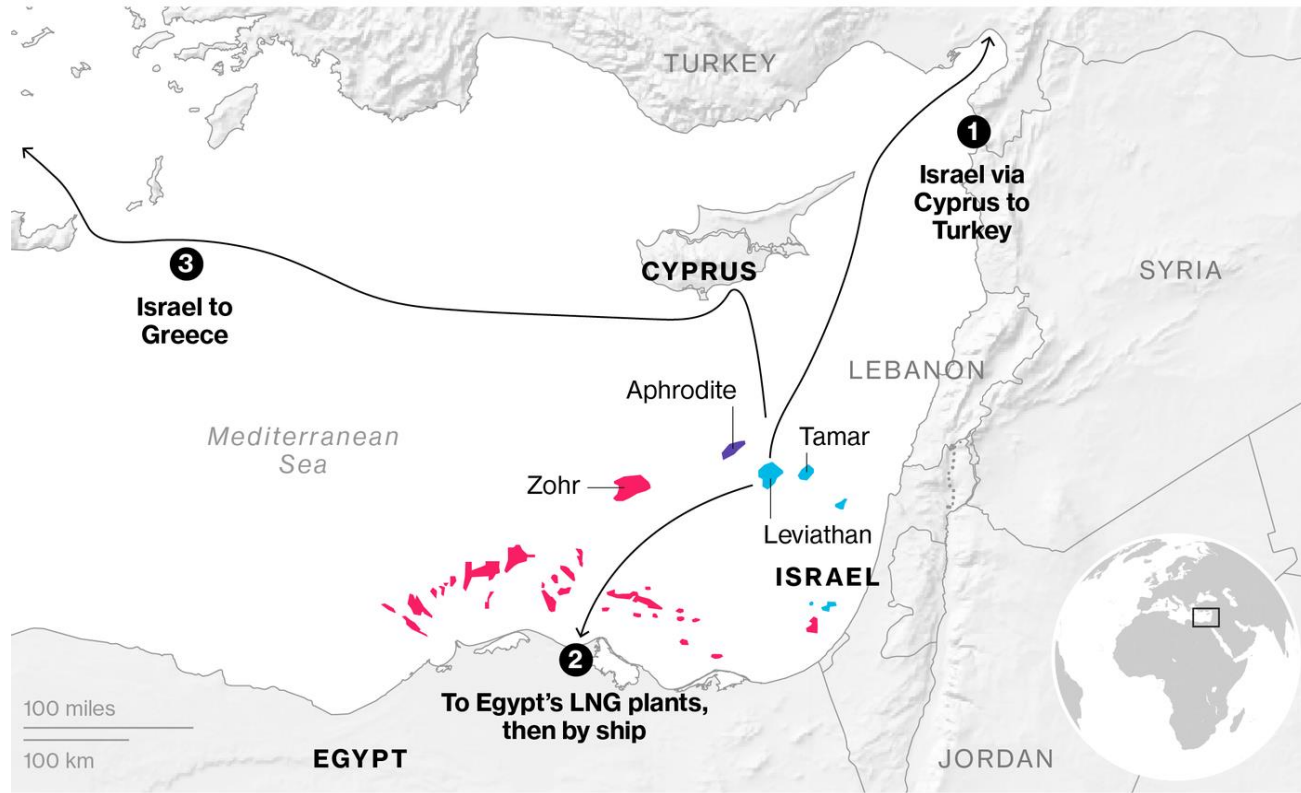 TURKEY
1
Israel via
Cyprus to
Turkey
CYPRUS
SYRIA
3
Israel to
Greece
LEBANON
Aphrodite
Mediterranean
Sea
Tamar
Zohr
Leviathan
ISRAEL
2
To Egypt’s LNG plants,
then by ship
100 miles
100 km
EGYPT
JORDAN